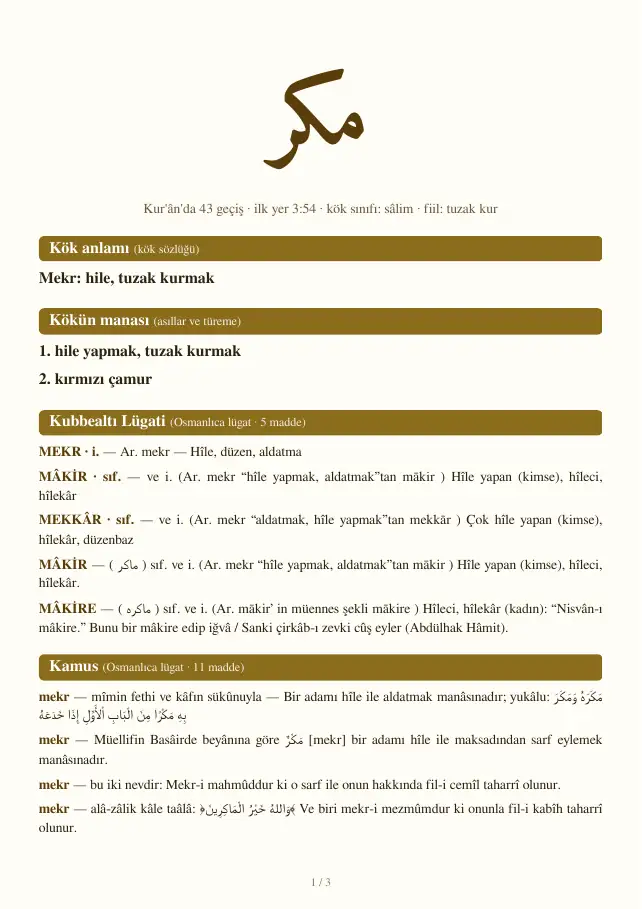 مكر
Kur'ân'da 43 geçiş · ilk yer 3:54 · kök sınıfı: sâlim · fiil: tuzak kur
Kök anlamı (kök sözlüğü)
Mekr: hile, tuzak kurmak
Kökün manası (asıllar ve türeme)
1. hile yapmak, tuzak kurmak
2. kırmızı çamur
Kubbealtı Lügati (Osmanlıca lügat · 5 madde)
MEKR · i. — Ar. mekr — Hîle, düzen, aldatma
MÂKİR · sıf. — ve i. (Ar. mekr “hîle yapmak, aldatmak”tan mākir ) Hîle yapan (kimse), hîleci,
hîlekâr
MEKKÂR · sıf. — ve i. (Ar. mekr “aldatmak, hîle yapmak”tan mekkār ) Çok hîle yapan (kimse),
hîlekâr, düzenbaz
MÂKİR — ( ماكر ) sıf. ve i. (Ar. mekr “hîle yapmak, aldatmak”tan mākir ) Hîle yapan (kimse), hîleci,
hîlekâr.
MÂKİRE — ( ماكره ) sıf. ve i. (Ar. mākir’ in müennes şekli mākire ) Hîleci, hîlekâr (kadın): “Nisvân-ı
mâkire.” Bunu bir mâkire edip iğvâ / Sanki çirkâb-ı zevki cûş eyler (Abdülhak Hâmit).
Kamus (Osmanlıca lügat · 11 madde)
mekr — mîmin fethi ve kâfın sükûnuyla — Bir adamı hîle ile aldatmak manâsınadır; yukâlu: مَكَرَهُ وَمَكَرَ
بِهِ مَكْرًا مِنَ الْبَابِ الْأَوَّلِ إِذَا خَدَعَهُ
mekr — Müellifin Basâirde beyânına göre مَكْرٌ [mekr] bir adamı hîle ile maksadından sarf eylemek
manâsınadır.
mekr — bu iki nevdir: Mekr-i mahmûddur ki o sarf ile onun hakkında fil-i cemîl taharrî olunur.
mekr — alâ-zâlik kâle taâlâ: ﴿وَاللهُ خَيْرُ الْمَاكِرِينَ﴾ Ve biri mekr-i mezmûmdur ki onunla fil-i kabîh taharrî
olunur.
1 / 3